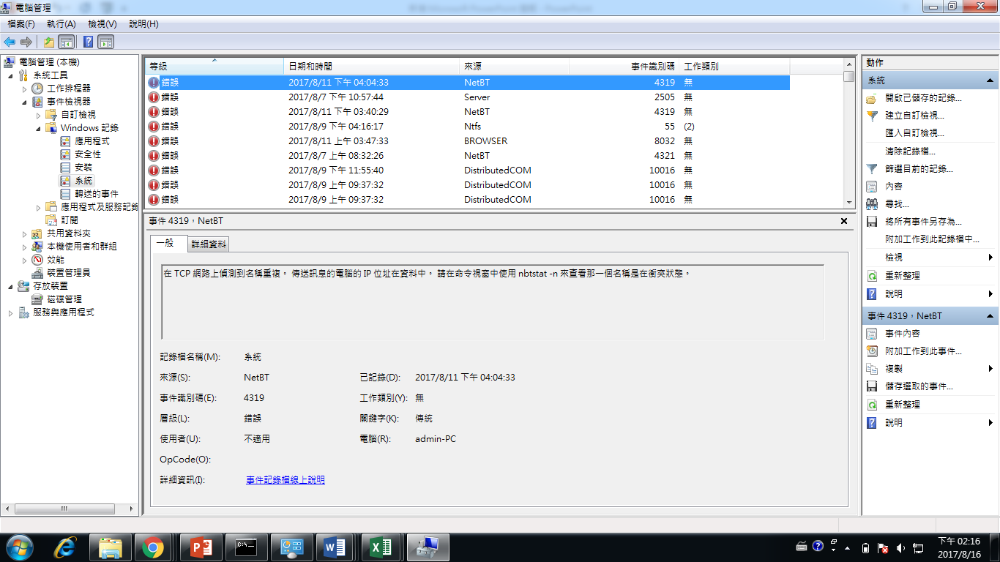 電腦管理
檔案(F) 執行(A) 檢視(V) 說明(H)
電腦管理 (本機)
系統工具
工作排程器
事件檢視器
自訂檢視
Windows 記錄
應用程式
安全性
安裝
系統
轉送的事件
應用程式及服務記錄
訂閱
共用資料夾
本機使用者和群組
效能
裝置管理員
存放裝置
磁碟管理
服務與應用程式
等級 日期和時間 來源 事件識別碼 工作類別
錯誤 2017/8/11 下午 04:04:33 NetBT 4319 無
錯誤 2017/8/7 下午 10:57:44 Server 2505 無
錯誤 2017/8/11 下午 03:40:29 NetBT 4319 無
錯誤 2017/8/9 下午 04:16:17 Ntfs 55 (2)
錯誤 2017/8/11 上午 03:47:33 BROWSER 8032 無
錯誤 2017/8/7 上午 08:32:26 NetBT 4321 無
錯誤 2017/8/9 下午 11:55:40 DistributedCOM 10016 無
錯誤 2017/8/9 上午 09:37:32 DistributedCOM 10016 無
錯誤 2017/8/9 上午 09:37:32 DistributedCOM 10016 無
事件 4319，NetBT
一般 詳細資料
在 TCP 網路上偵測到名稱重複。 傳送訊息的電腦的 IP 位址在資料中。 請在命令視窗中使用 nbtstat -n 來查看那一個名稱是在衝突狀態。
記錄檔名稱(M): 系統
來源(S): NetBT 已記錄(D): 2017/8/11 下午 04:04:33
事件識別碼(E): 4319 工作類別(Y): 無
層級(L): 錯誤 關鍵字(K): 傳統
使用者(U): 不適用 電腦(R): admin-PC
OpCode(O):
詳細資訊(I): 事件記錄檔線上說明
動作
系統
開啟已儲存的記錄...
建立自訂檢視...
匯入自訂檢視...
清除記錄檔...
篩選目前的記錄...
內容
尋找...
將所有事件另存為...
附加工作到此記錄檔中...
檢視
重新整理
說明
事件 4319，NetBT
事件內容
附加工作到此事件...
複製
儲存選取的事件...
重新整理
說明
下午 02:16
2017/8/16